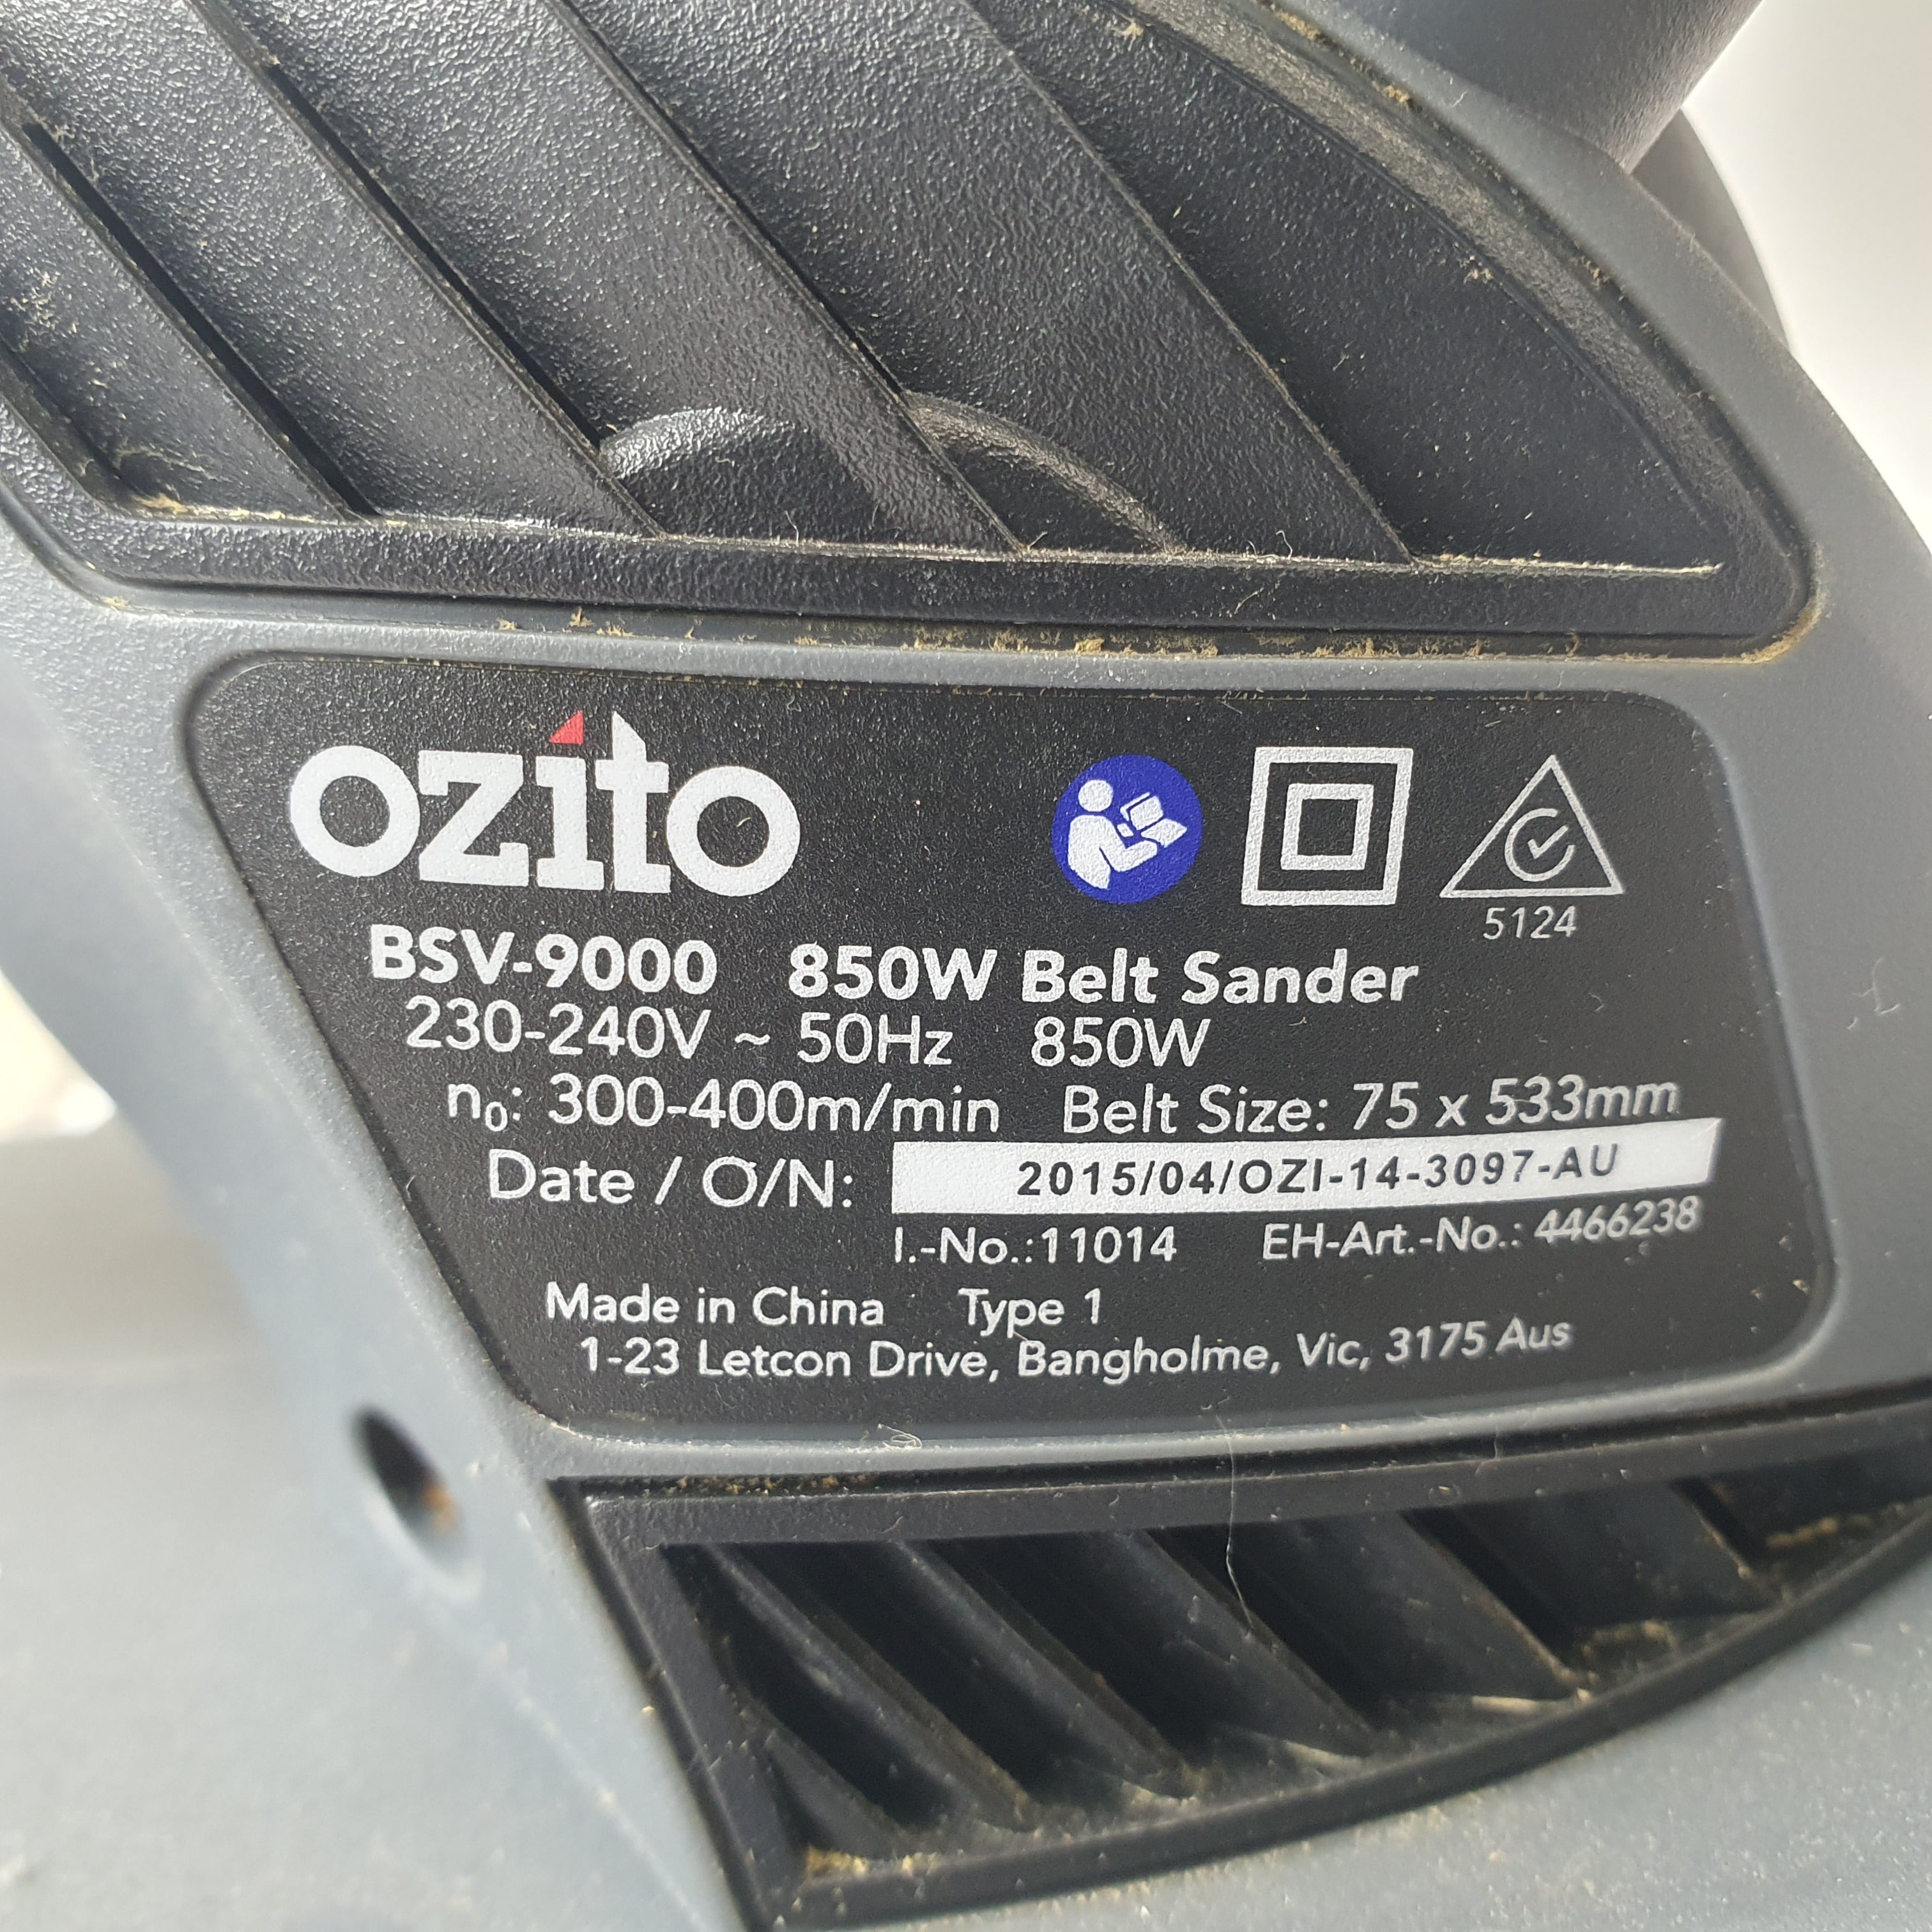 ozito
5124
BSV-9000 850W Belt Sander
230-240V ~ 50Hz 850W
n₀: 300-400m/min Belt Size: 75 x 533mm
Date / O/N: 2015/04/OZI-14-3097-AU
I.-No.:11014 EH-Art.-No.: 4466238
Made in China Type 1
1-23 Letcon Drive, Bangholme, Vic, 3175 Aus